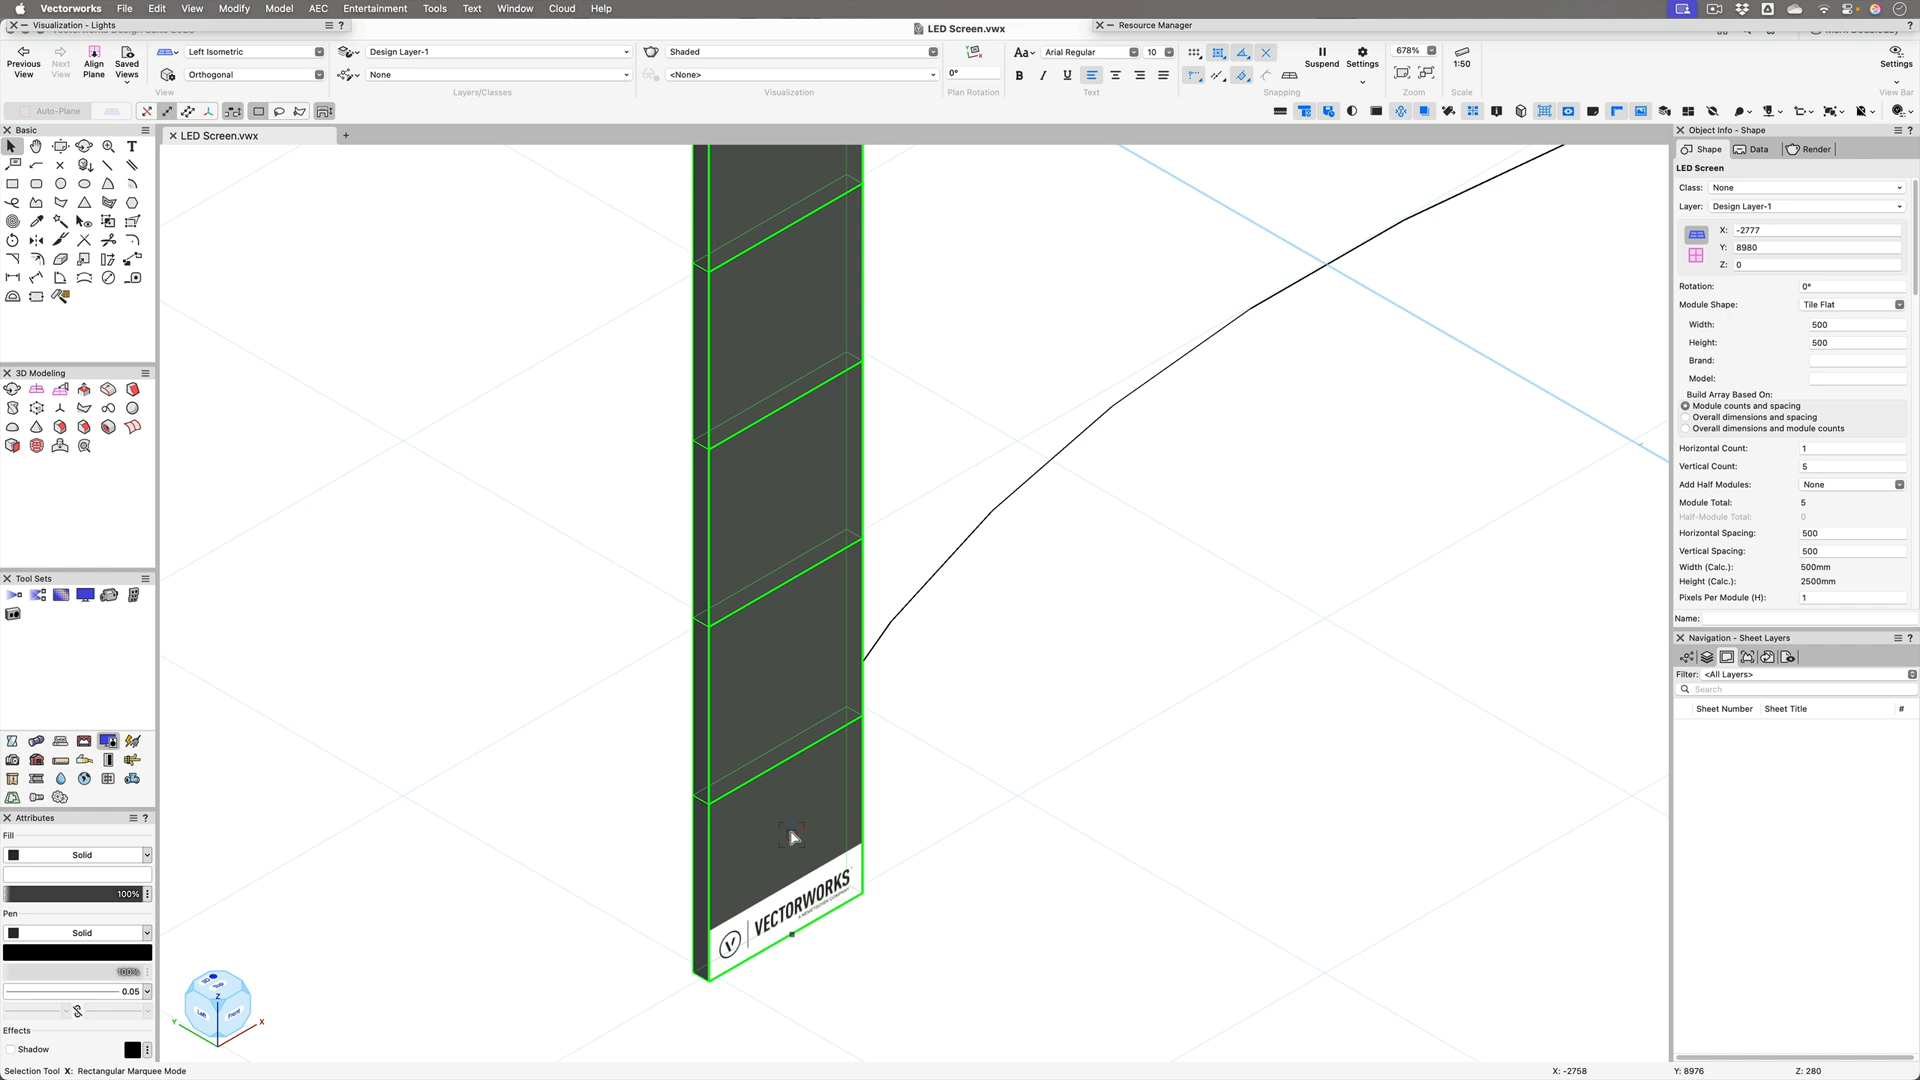 Vectorworks File Edit View Modify Model AEC Entertainment Tools Text Window Cloud Help
Visualization - Lights
LED Screen.vwx
Resource Manager
Previous View
Next View
Align Plane
Saved Views
Left Isometric
Orthogonal
View
Design Layer-1
None
Layers/Classes
Shaded
<None>
Visualization
0°
Plan Rotation
Aa
Arial Regular
10
B I U
Text
Suspend
Settings
Snapping
678%
Zoom
1:50
Scale
Settings
View Bar
Auto-Plane
LED Screen.vwx
Basic
T
3D Modeling
Tool Sets
Attributes
Fill
Solid
100%
Pen
Solid
100%
0.05
Effects
Shadow
VECTORWORKS
A NEMETSCHEK COMPANY
Top
Left
Front
Z
Y
X
Object Info - Shape
Shape
Data
Render
LED Screen
Class: None
Layer: Design Layer-1
X: -2777
Y: 8980
Z: 0
Rotation: 0°
Module Shape: Tile Flat
Width: 500
Height: 500
Brand:
Model:
Build Array Based On:
Module counts and spacing
Overall dimensions and spacing
Overall dimensions and module counts
Horizontal Count: 1
Vertical Count: 5
Add Half Modules: None
Module Total: 5
Half-Module Total: 0
Horizontal Spacing: 500
Vertical Spacing: 500
Width (Calc.): 500mm
Height (Calc.): 2500mm
Pixels Per Module (H): 1
Name:
Navigation - Sheet Layers
Filter: <All Layers>
Search
Sheet Number Sheet Title #
Selection Tool X: Rectangular Marquee Mode
X: -2758 Y: 8976 Z: 280